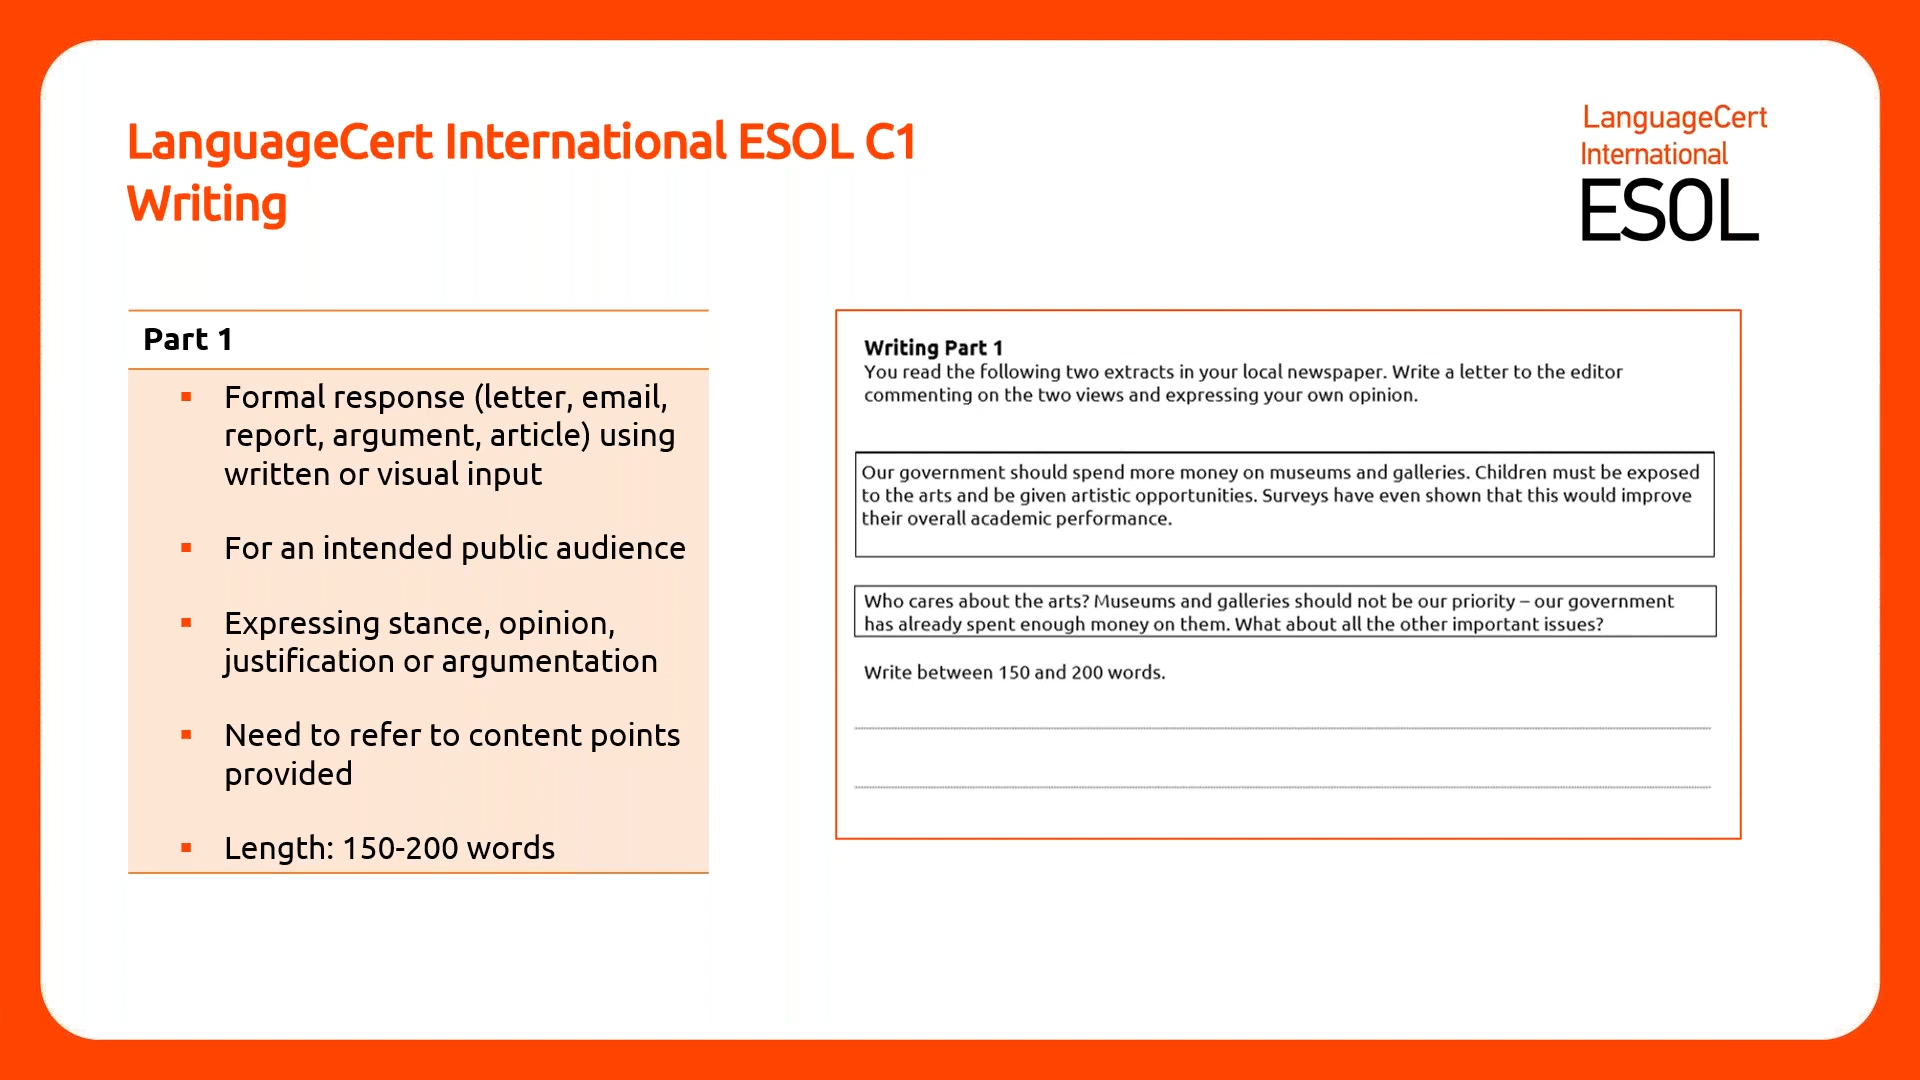 LanguageCert International ESOL C1
Writing
LanguageCert
International
ESOL
Part 1
▪ Formal response (letter, email,
report, argument, article) using
written or visual input
▪ For an intended public audience
▪ Expressing stance, opinion,
justification or argumentation
▪ Need to refer to content points
provided
▪ Length: 150-200 words
Writing Part 1
You read the following two extracts in your local newspaper. Write a letter to the editor
commenting on the two views and expressing your own opinion.
Our government should spend more money on museums and galleries. Children must be exposed
to the arts and be given artistic opportunities. Surveys have even shown that this would improve
their overall academic performance.
Who cares about the arts? Museums and galleries should not be our priority – our government
has already spent enough money on them. What about all the other important issues?
Write between 150 and 200 words.